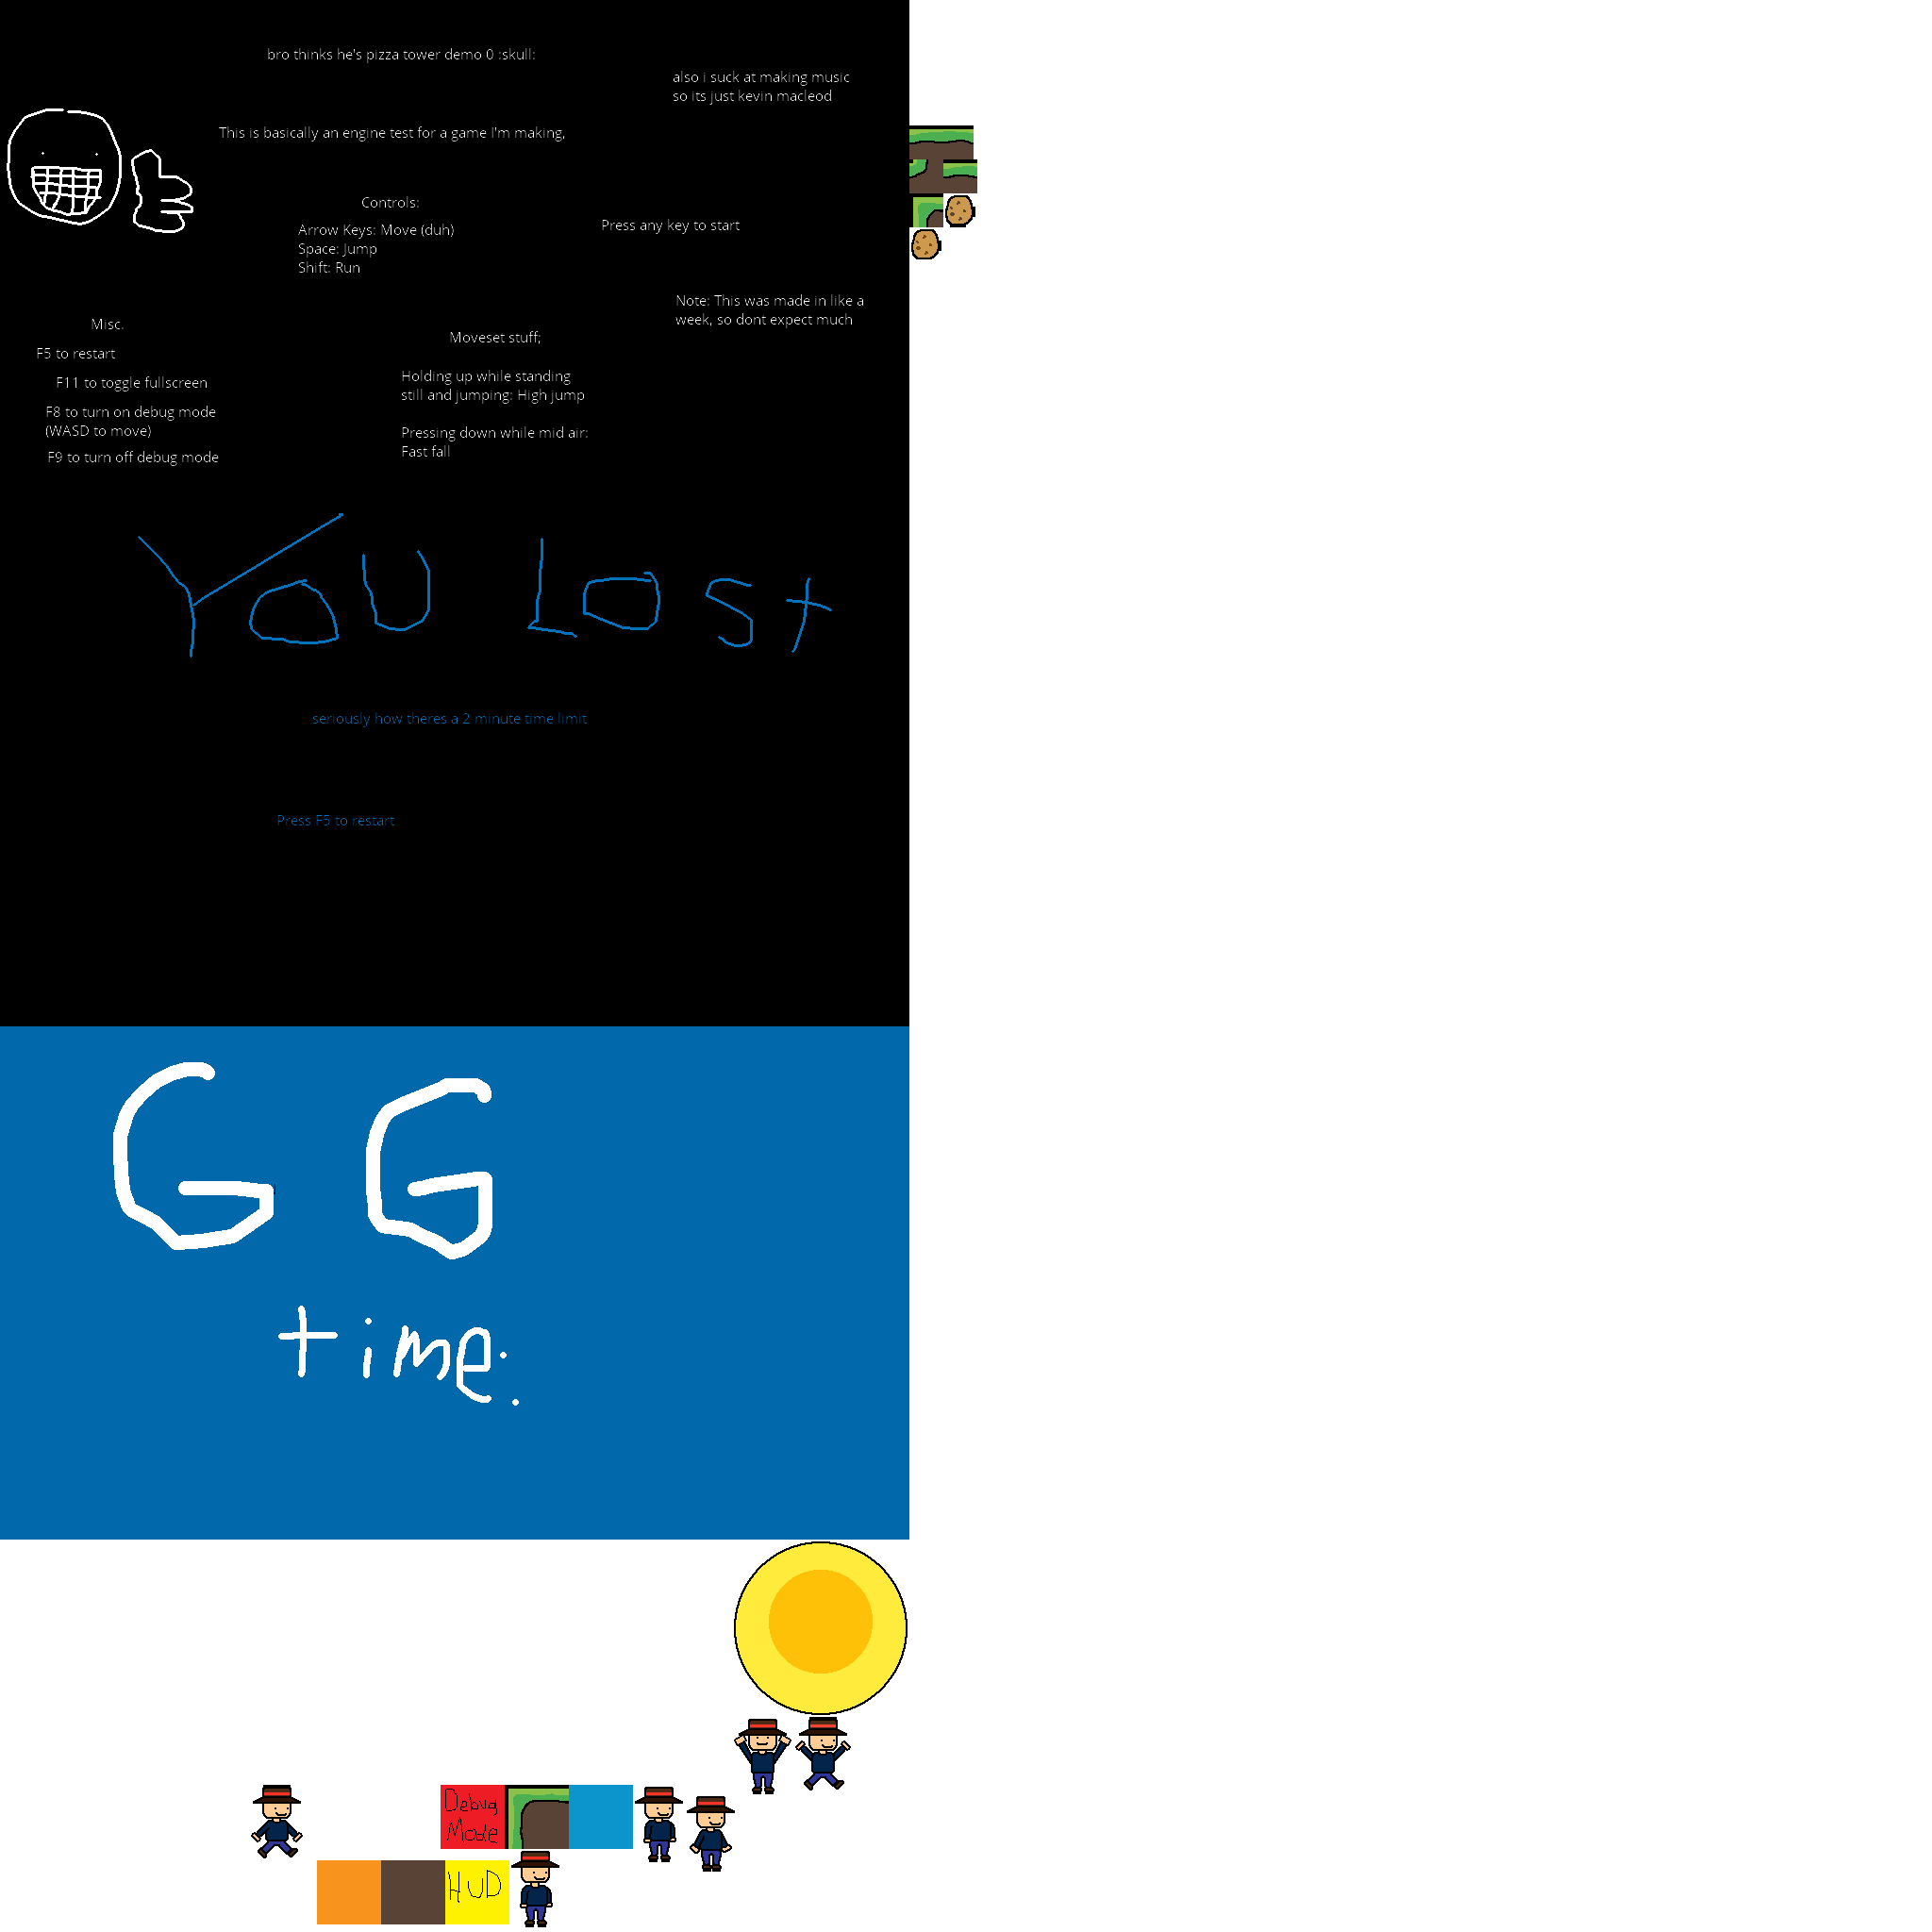 bro thinks he's pizza tower demo 0 :skull:
also i suck at making music
so its just kevin macleod
This is basically an engine test for a game I'm making,
Controls:
Arrow Keys: Move (duh)
Space: Jump
Shift: Run
Press any key to start
Note: This was made in like a
week, so dont expect much
Misc.
F5 to restart
F11 to toggle fullscreen
F8 to turn on debug mode
(WASD to move)
F9 to turn off debug mode
Moveset stuff;
Holding up while standing
still and jumping: High jump
Pressing down while mid air:
Fast fall
You Lost
seriously how theres a 2 minute time limit
Press F5 to restart
GG
time:
Debug
Mode
HUD